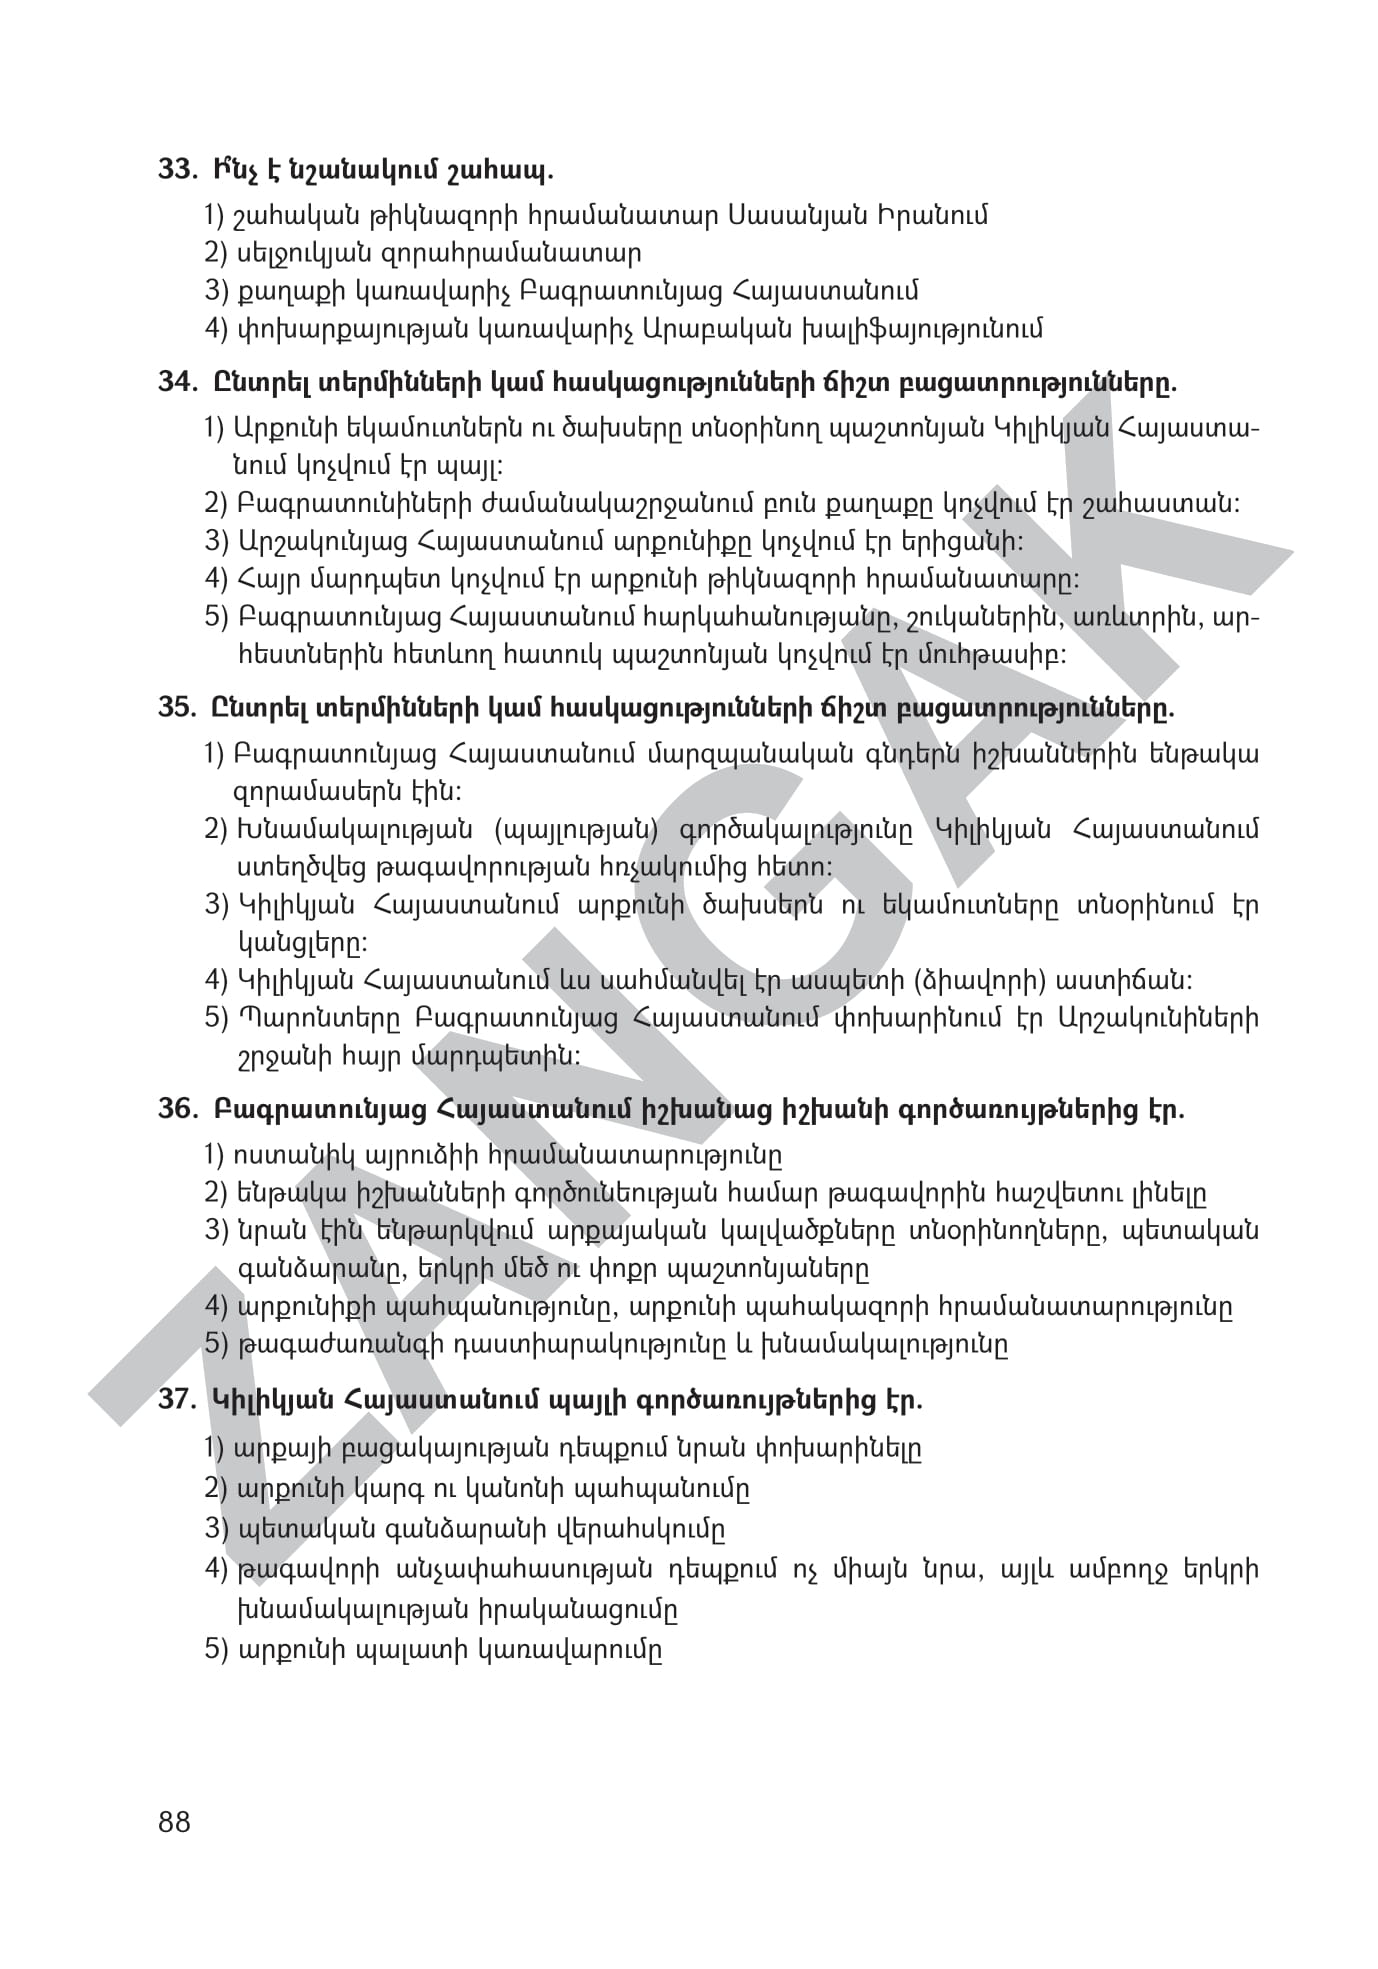 33. Ի՞նչ է նշանակում շահապ.
1) շահական թիկնազորի հրամանատար Սասանյան Իրանում
2) սելջուկյան զորահրամանատար
3) քաղաքի կառավարիչ Բագրատունյաց Հայաստանում
4) փոխարքայության կառավարիչ Արաբական խալիֆայությունում
34. Ընտրել տերմինների կամ հասկացությունների ճիշտ բացատրությունները.
1) Արքունի եկամուտներն ու ծախսերը տնօրինող պաշտոնյան Կիլիկյան Հայաստա-
նում կոչվում էր պայլ:
2) Բագրատունիների ժամանակաշրջանում բուն քաղաքը կոչվում էր շահաստան:
3) Արշակունյաց Հայաստանում արքունիքը կոչվում էր երիցանի:
4) Հայր մարդպետ կոչվում էր արքունի թիկնազորի հրամանատարը:
5) Բագրատունյաց Հայաստանում հարկահանությանը, շուկաներին, առևտրին, ար-
հեստներին հետևող հատուկ պաշտոնյան կոչվում էր մուհթասիբ:
35. Ընտրել տերմինների կամ հասկացությունների ճիշտ բացատրությունները.
1) Բագրատունյաց Հայաստանում մարզպանական գնդերն իշխաններին ենթակա
զորամասերն էին:
2) Խնամակալության (պայլության) գործակալությունը Կիլիկյան Հայաստանում
ստեղծվեց թագավորության հռչակումից հետո:
3) Կիլիկյան Հայաստանում արքունի ծախսերն ու եկամուտները տնօրինում էր
կանցլերը:
4) Կիլիկյան Հայաստանում ևս սահմանվել էր ասպետի (ձիավորի) աստիճան:
5) Պարոնտերը Բագրատունյաց Հայաստանում փոխարինում էր Արշակունիների
շրջանի հայր մարդպետին:
36. Բագրատունյաց Հայաստանում իշխանաց իշխանի գործառույթներից էր.
1) ոստանիկ այրուձիի հրամանատարությունը
2) ենթակա իշխանների գործունեության համար թագավորին հաշվետու լինելը
3) նրան էին ենթարկվում արքայական կալվածքները տնօրինողները, պետական
գանձարանը, երկրի մեծ ու փոքր պաշտոնյաները
4) արքունիքի պահպանությունը, արքունի պահակազորի հրամանատարությունը
5) թագաժառանգի դաստիարակությունը և խնամակալությունը
37. Կիլիկյան Հայաստանում պայլի գործառույթներից էր.
1) արքայի բացակայության դեպքում նրան փոխարինելը
2) արքունի կարգ ու կանոնի պահպանումը
3) պետական գանձարանի վերահսկումը
4) թագավորի անչափահասության դեպքում ոչ միայն նրա, այլև ամբողջ երկրի
խնամակալության իրականացումը
5) արքունի պալատի կառավարումը
88
ZANGAK